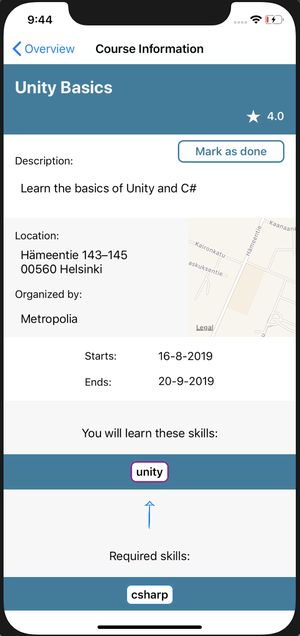 9:44
Overview
Course Information
Unity Basics
4.0
Mark as done
Description:
Learn the basics of Unity and C#
Location:
Hämeentie 143–145
00560 Helsinki
Organized by:
Metropolia
Kaironkatu
Hämeentie
Kaanaank
askuksentie
Legal
Starts: 16-8-2019
Ends: 20-9-2019
You will learn these skills:
unity
Required skills:
csharp